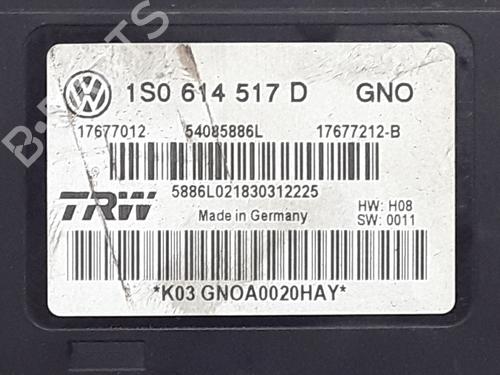 1S0 614 517 D GNO
17677012 54085886L 17677212-B
5886L021830312225
TRW
Made in Germany
HW: H08
SW: 0011
*K03 GNOA0020HAY*